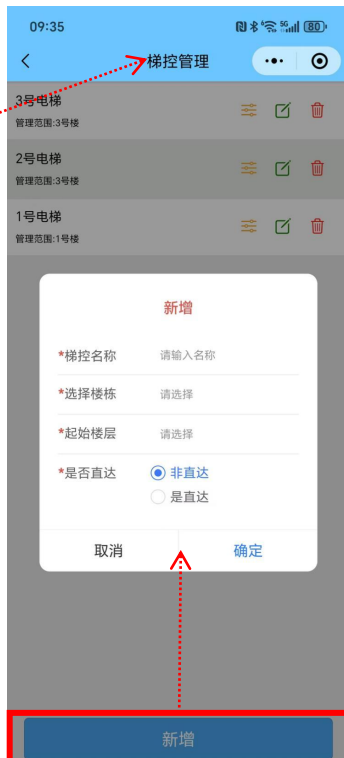 09:35
5G
80
梯控管理
3号电梯
管理范围:3号楼
2号电梯
管理范围:3号楼
1号电梯
管理范围:1号楼
新增
*梯控名称 请输入名称
*选择楼栋 请选择
*起始楼层 请选择
*是否直达 非直达
是直达
取消 确定
新增